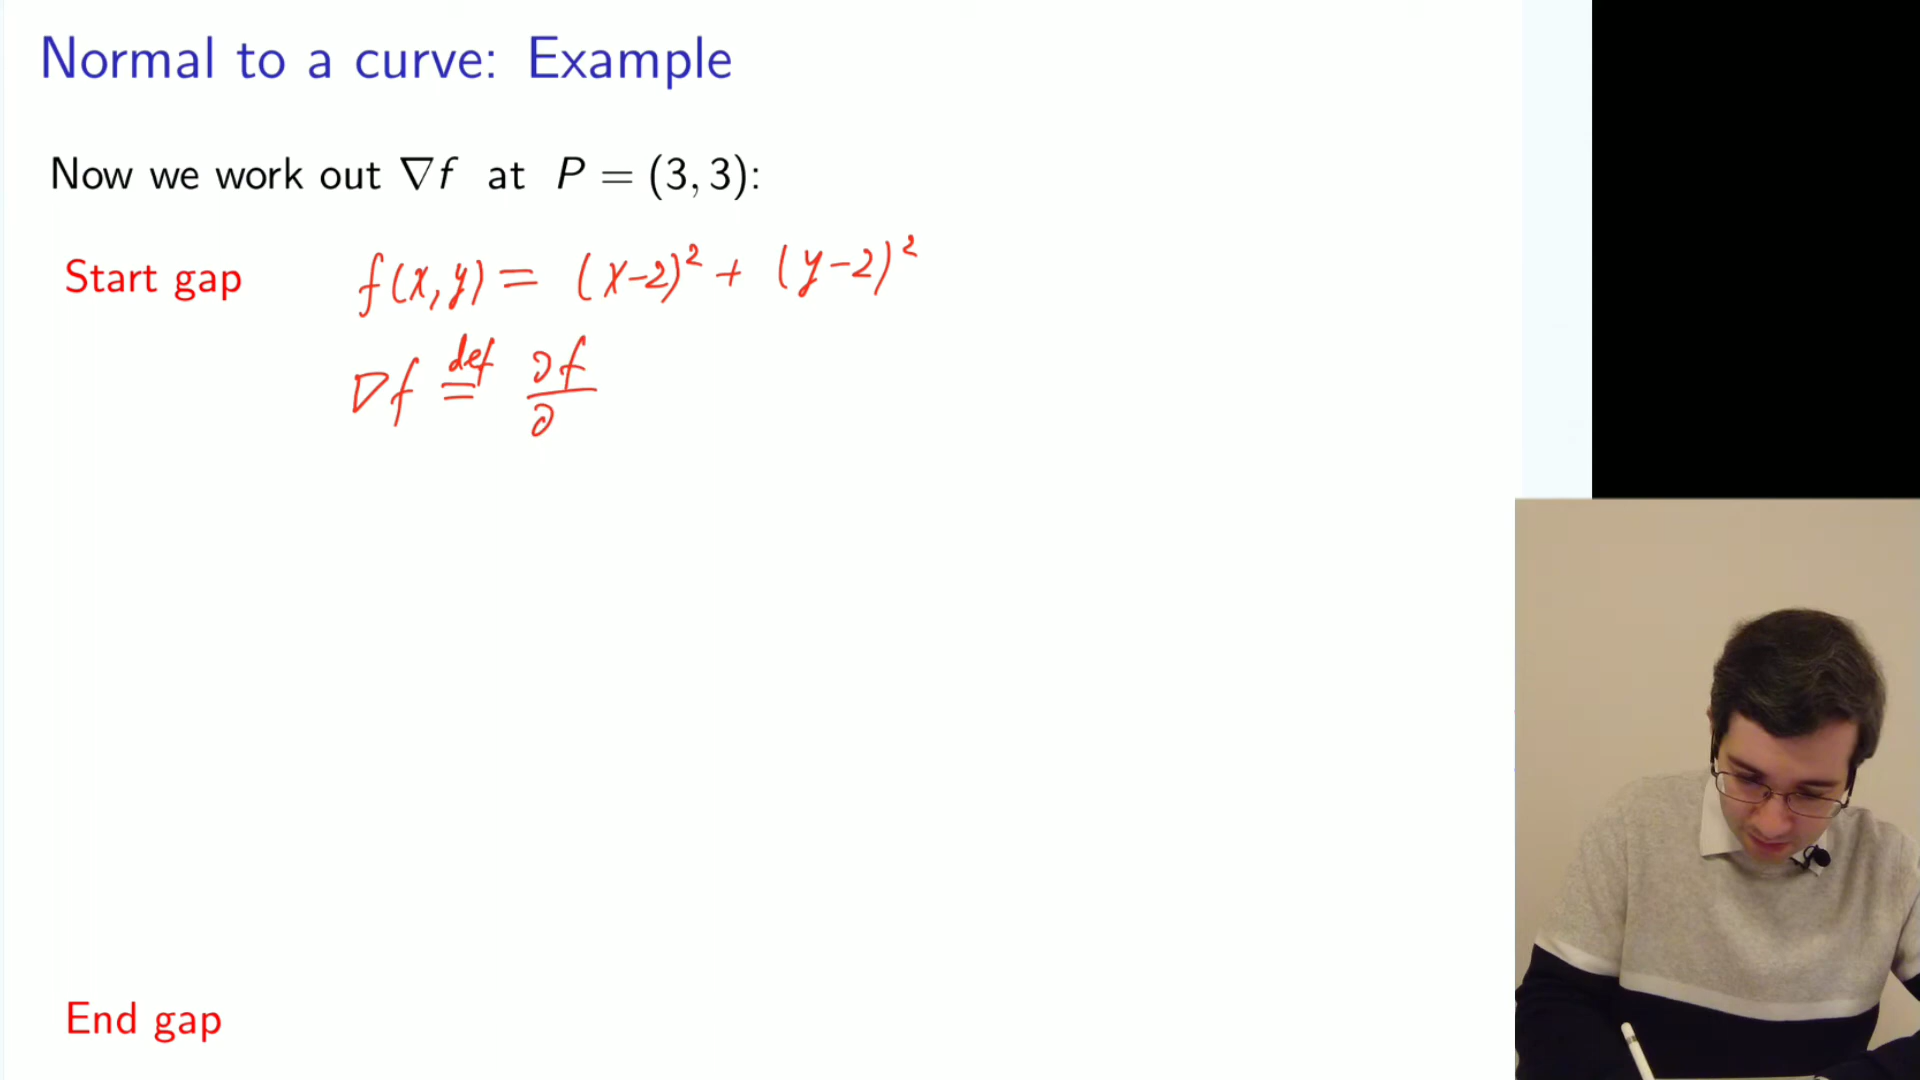 Normal to a curve: Example
Now we work out ∇f at P = (3, 3):
Start gap f(x,y) = (x-2)² + (y-2)²
∇f def= ∂f/∂
End gap